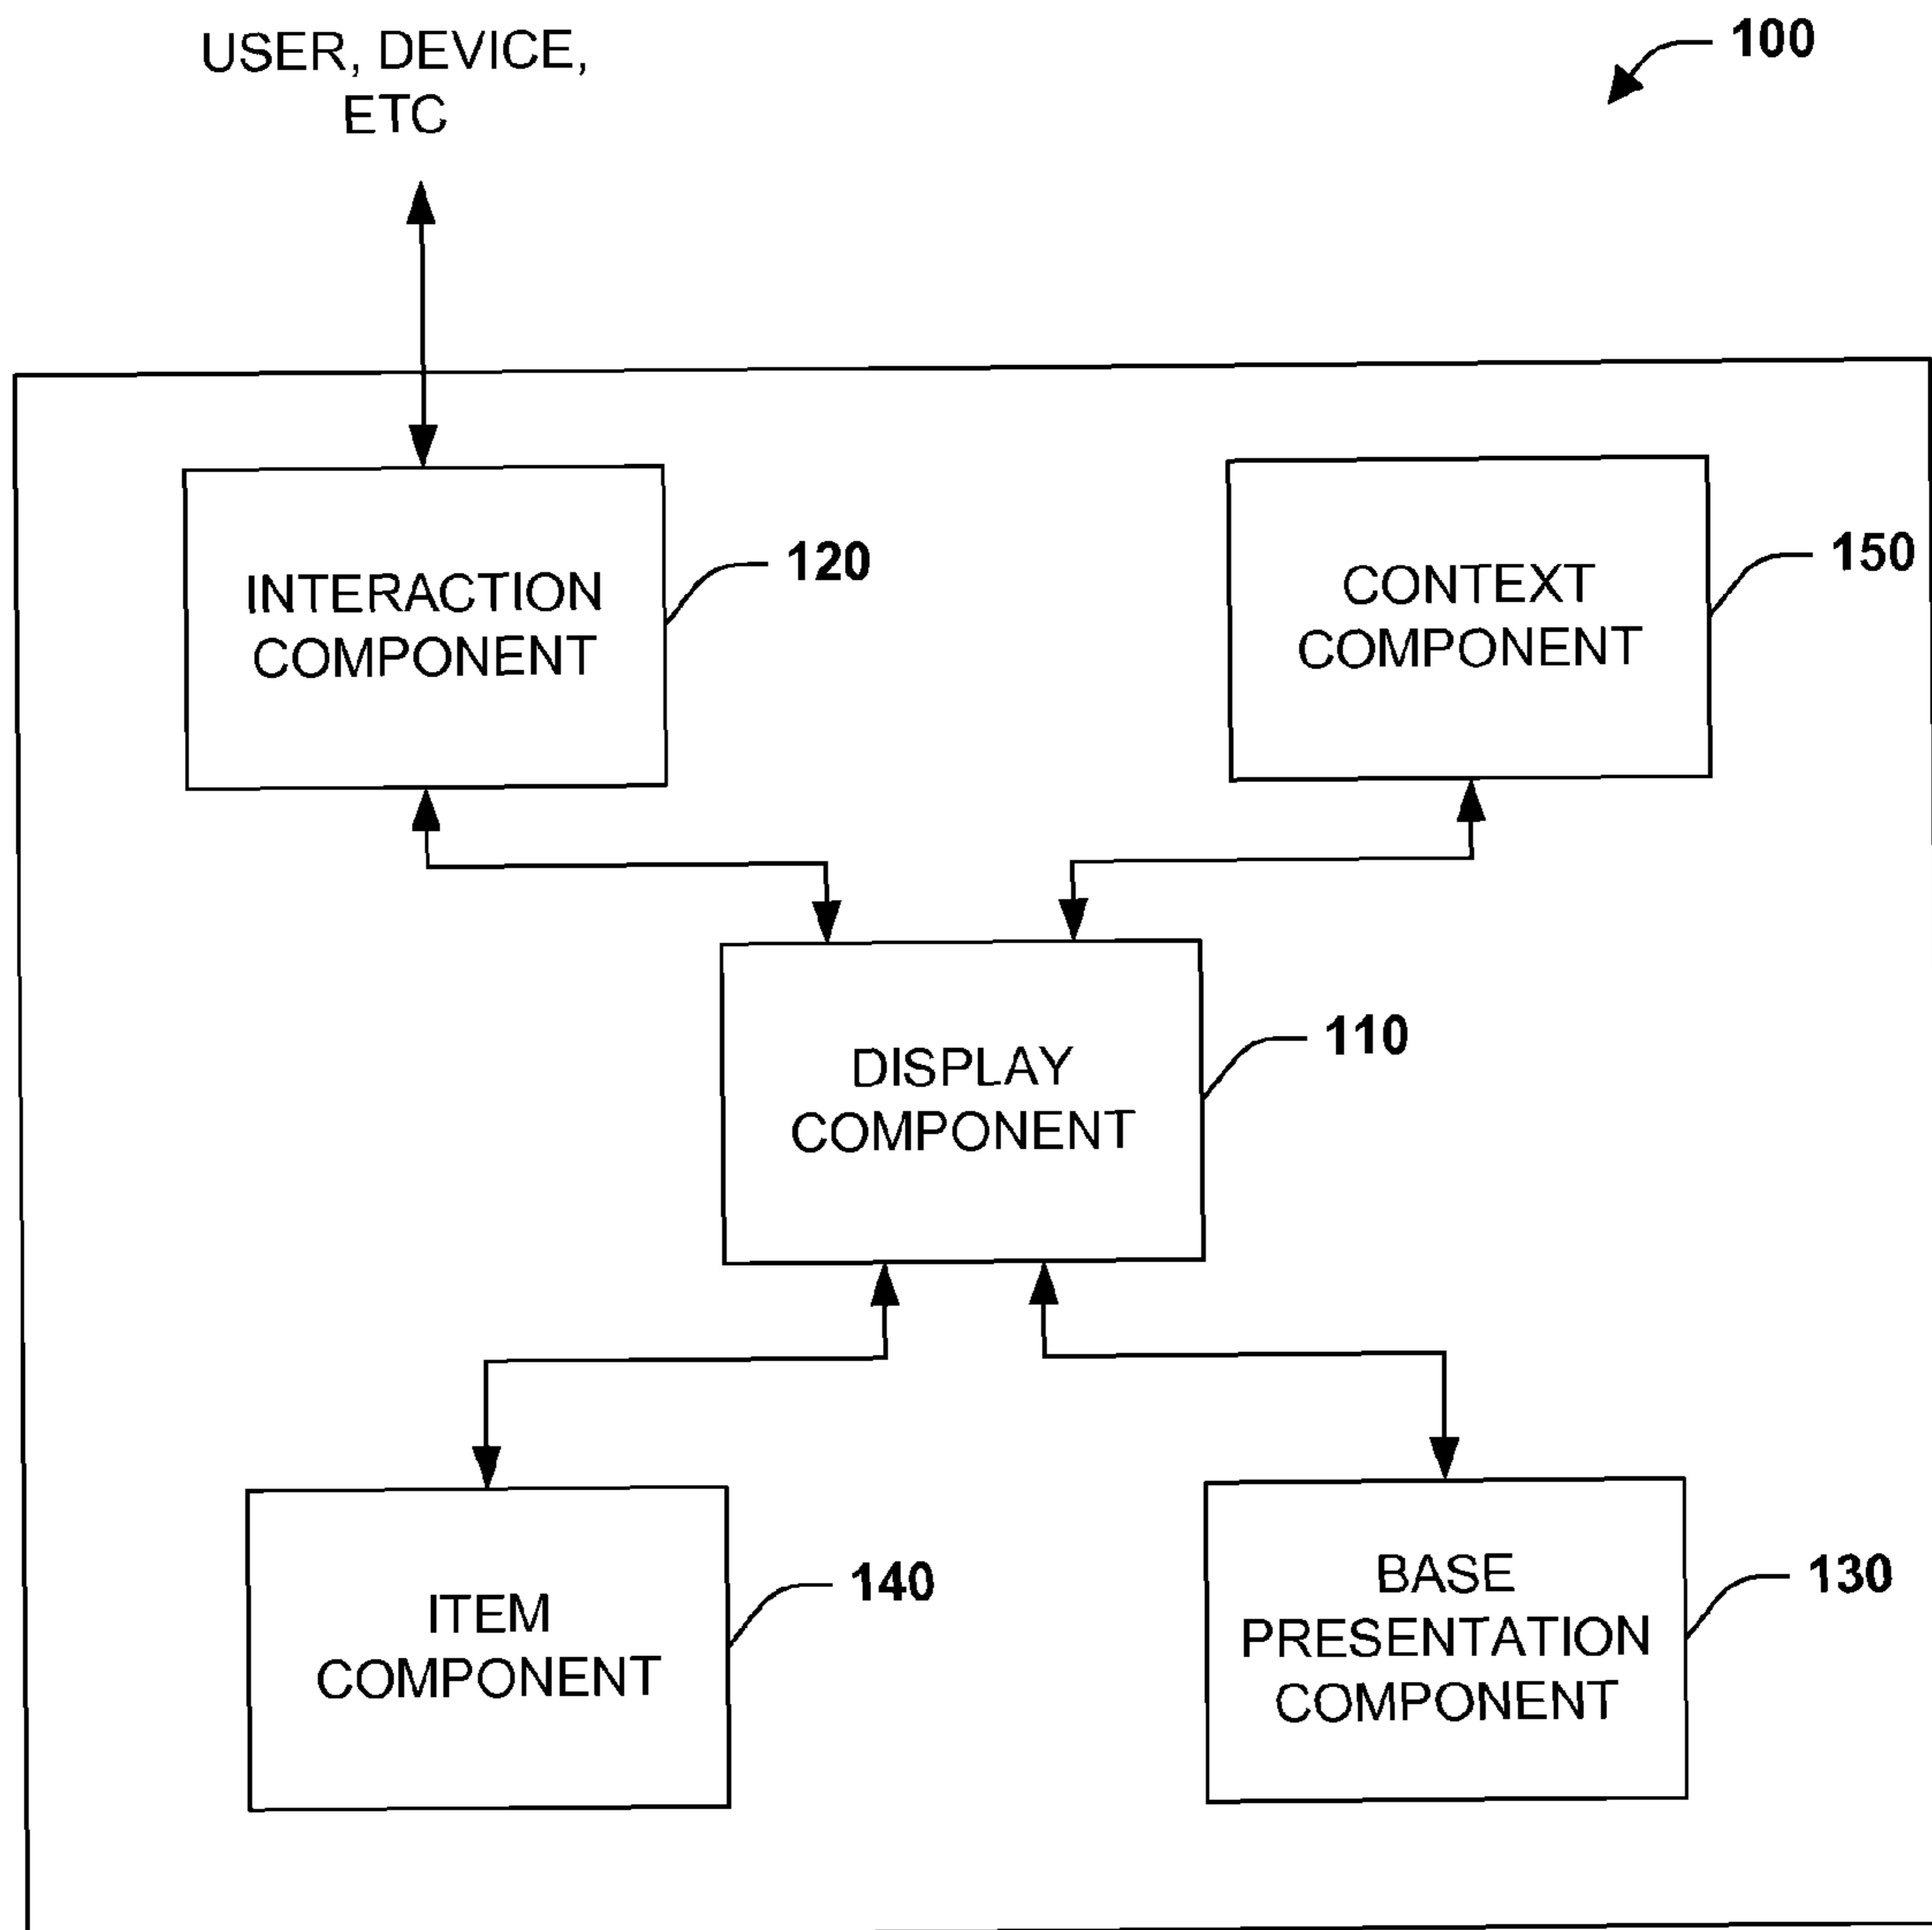 USER, DEVICE,
ETC
100
INTERACTION
COMPONENT
120
CONTEXT
COMPONENT
150
DISPLAY
COMPONENT
110
ITEM
COMPONENT
140
BASE
PRESENTATION
COMPONENT
130